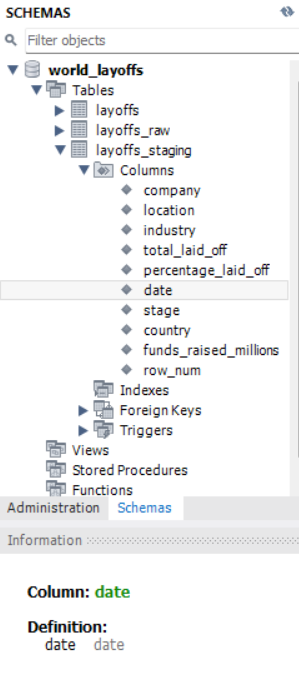 SCHEMAS
Filter objects
world_layoffs
Tables
layoffs
layoffs_raw
layoffs_staging
Columns
company
location
industry
total_laid_off
percentage_laid_off
date
stage
country
funds_raised_millions
row_num
Indexes
Foreign Keys
Triggers
Views
Stored Procedures
Functions
Administration Schemas
Information
Column: date
Definition:
date date